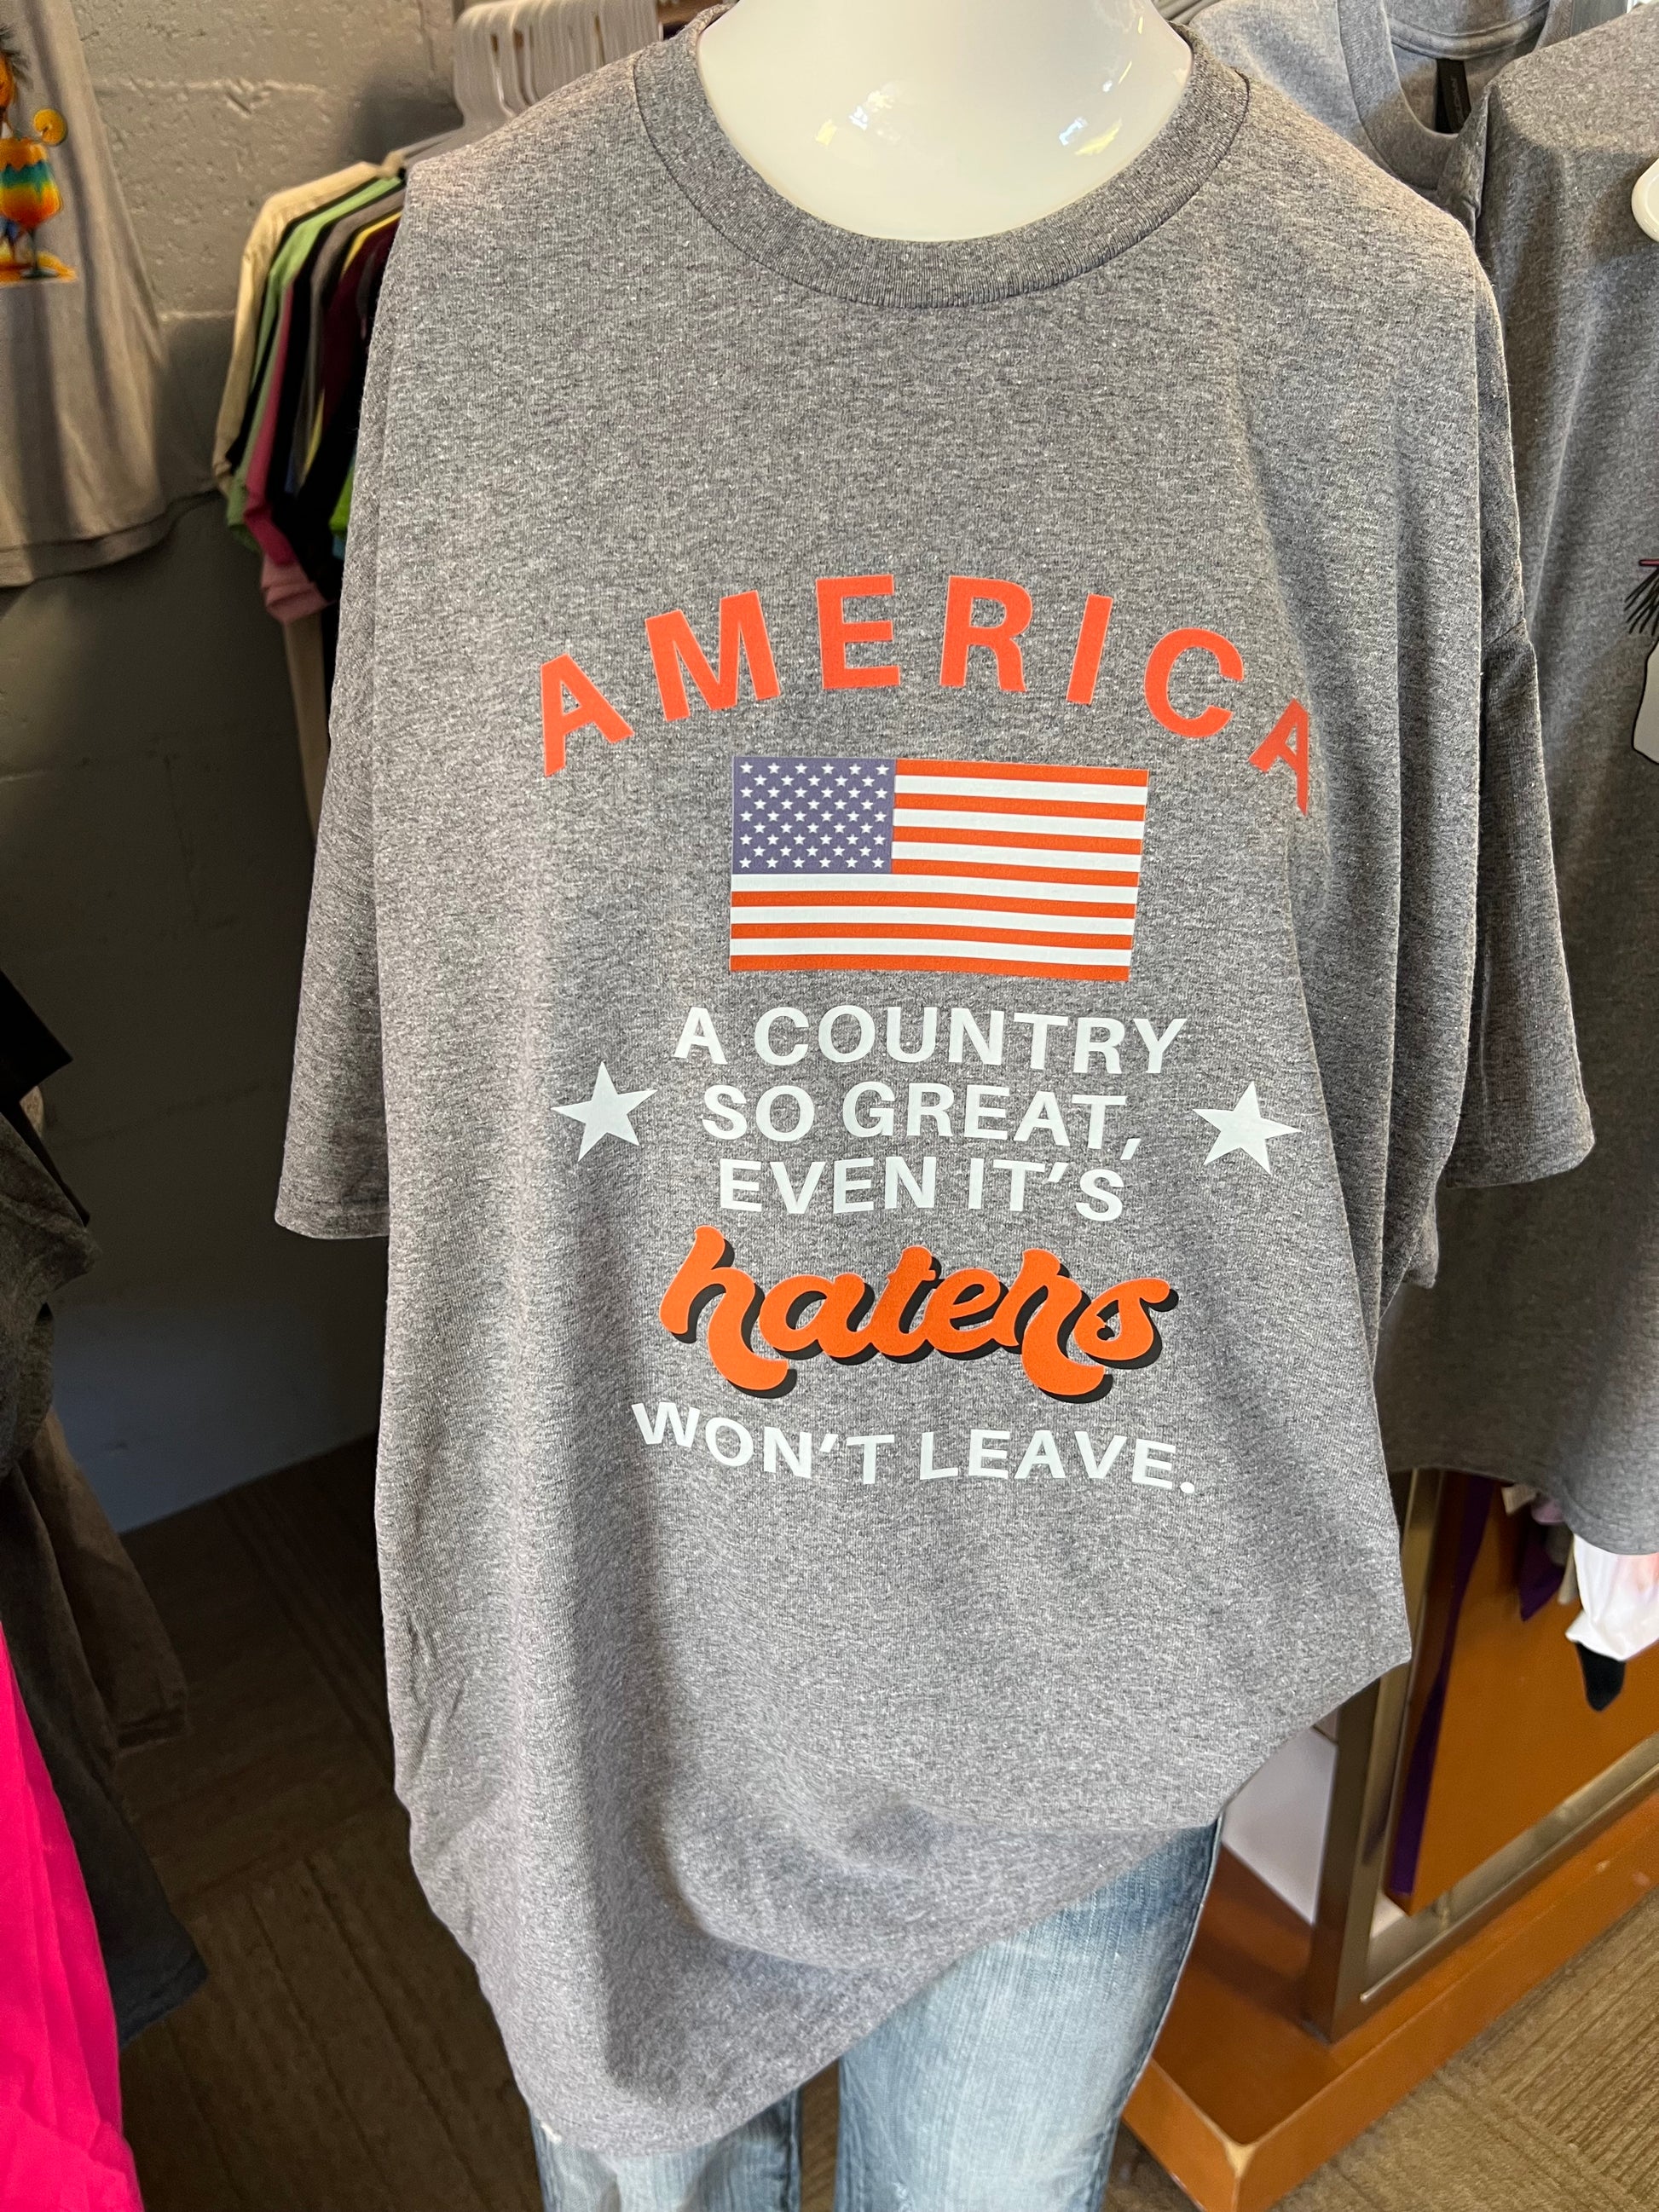 AMERICA
A COUNTRY
SO GREAT,
EVEN IT'S
haters
WON'T LEAVE.